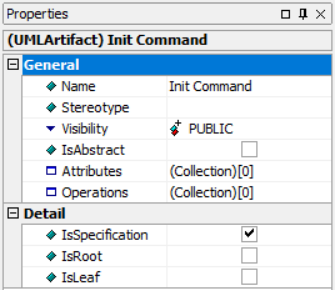 Properties
(UMLArtifact) Init Command
General
Name Init Command
Stereotype
Visibility PUBLIC
IsAbstract
Attributes (Collection)[0]
Operations (Collection)[0]
Detail
IsSpecification
IsRoot
IsLeaf